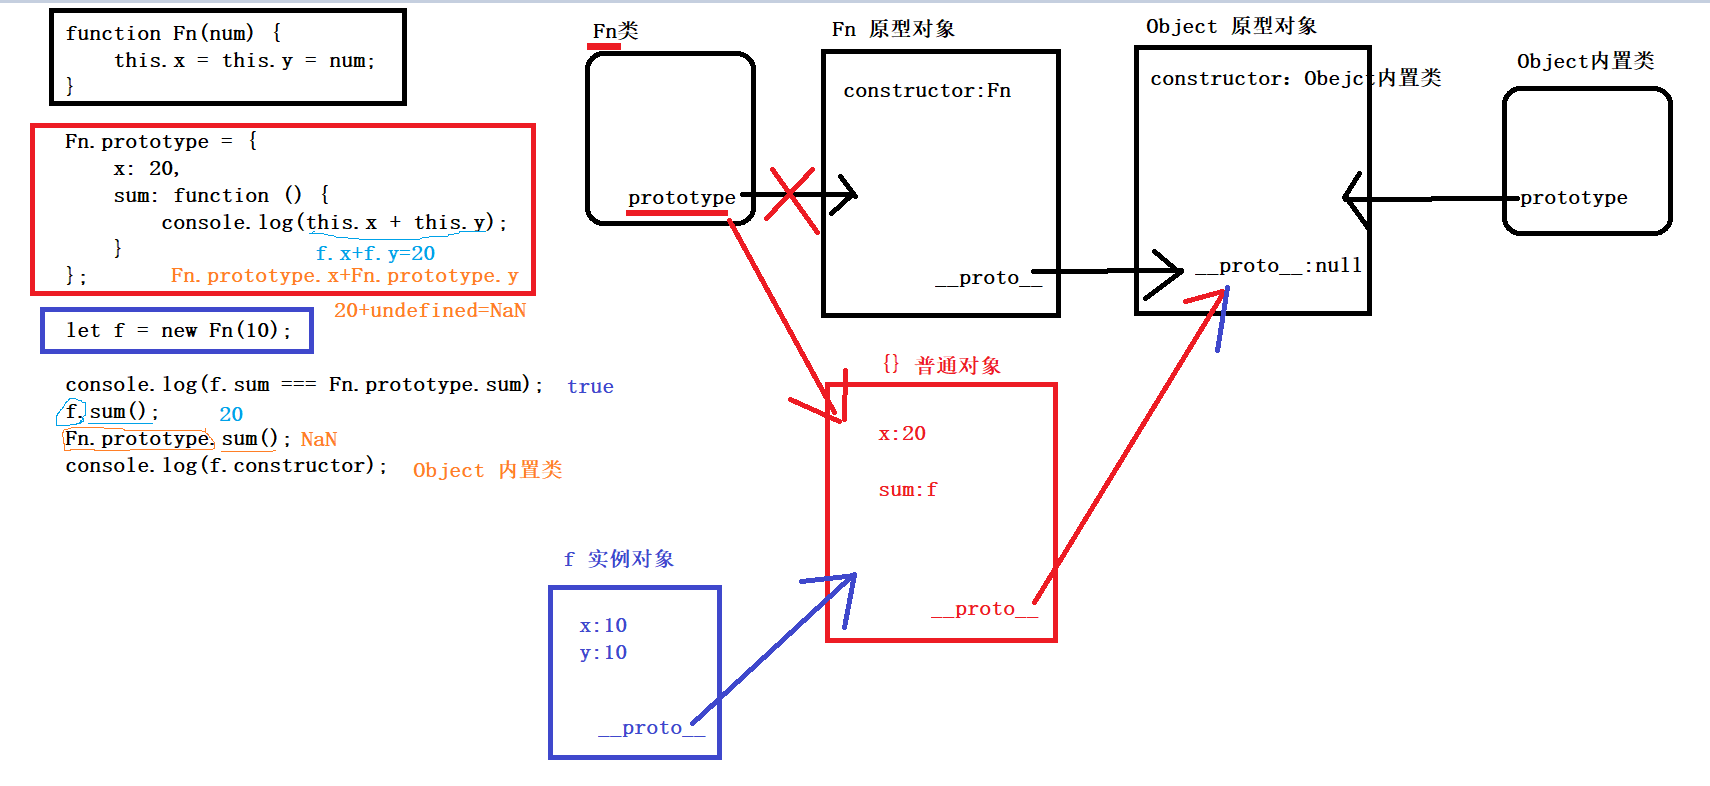 function Fn(num) {
this.x = this.y = num;
}
Fn.prototype = {
x: 20,
sum: function () {
console.log(this.x + this.y);
}
f.x+f.y=20
};
Fn.prototype.x+Fn.prototype.y
20+undefined=NaN
let f = new Fn(10);
console.log(f.sum === Fn.prototype.sum);
true
f.sum();
20
Fn.prototype.sum();
NaN
console.log(f.constructor);
Object 内置类
Fn类
prototype
Fn 原型对象
constructor:Fn
__proto__
Object 原型对象
constructor: Obejct内置类
__proto__:null
Object内置类
prototype
{} 普通对象
x:20
sum:f
__proto__
f 实例对象
x:10
y:10
__proto__